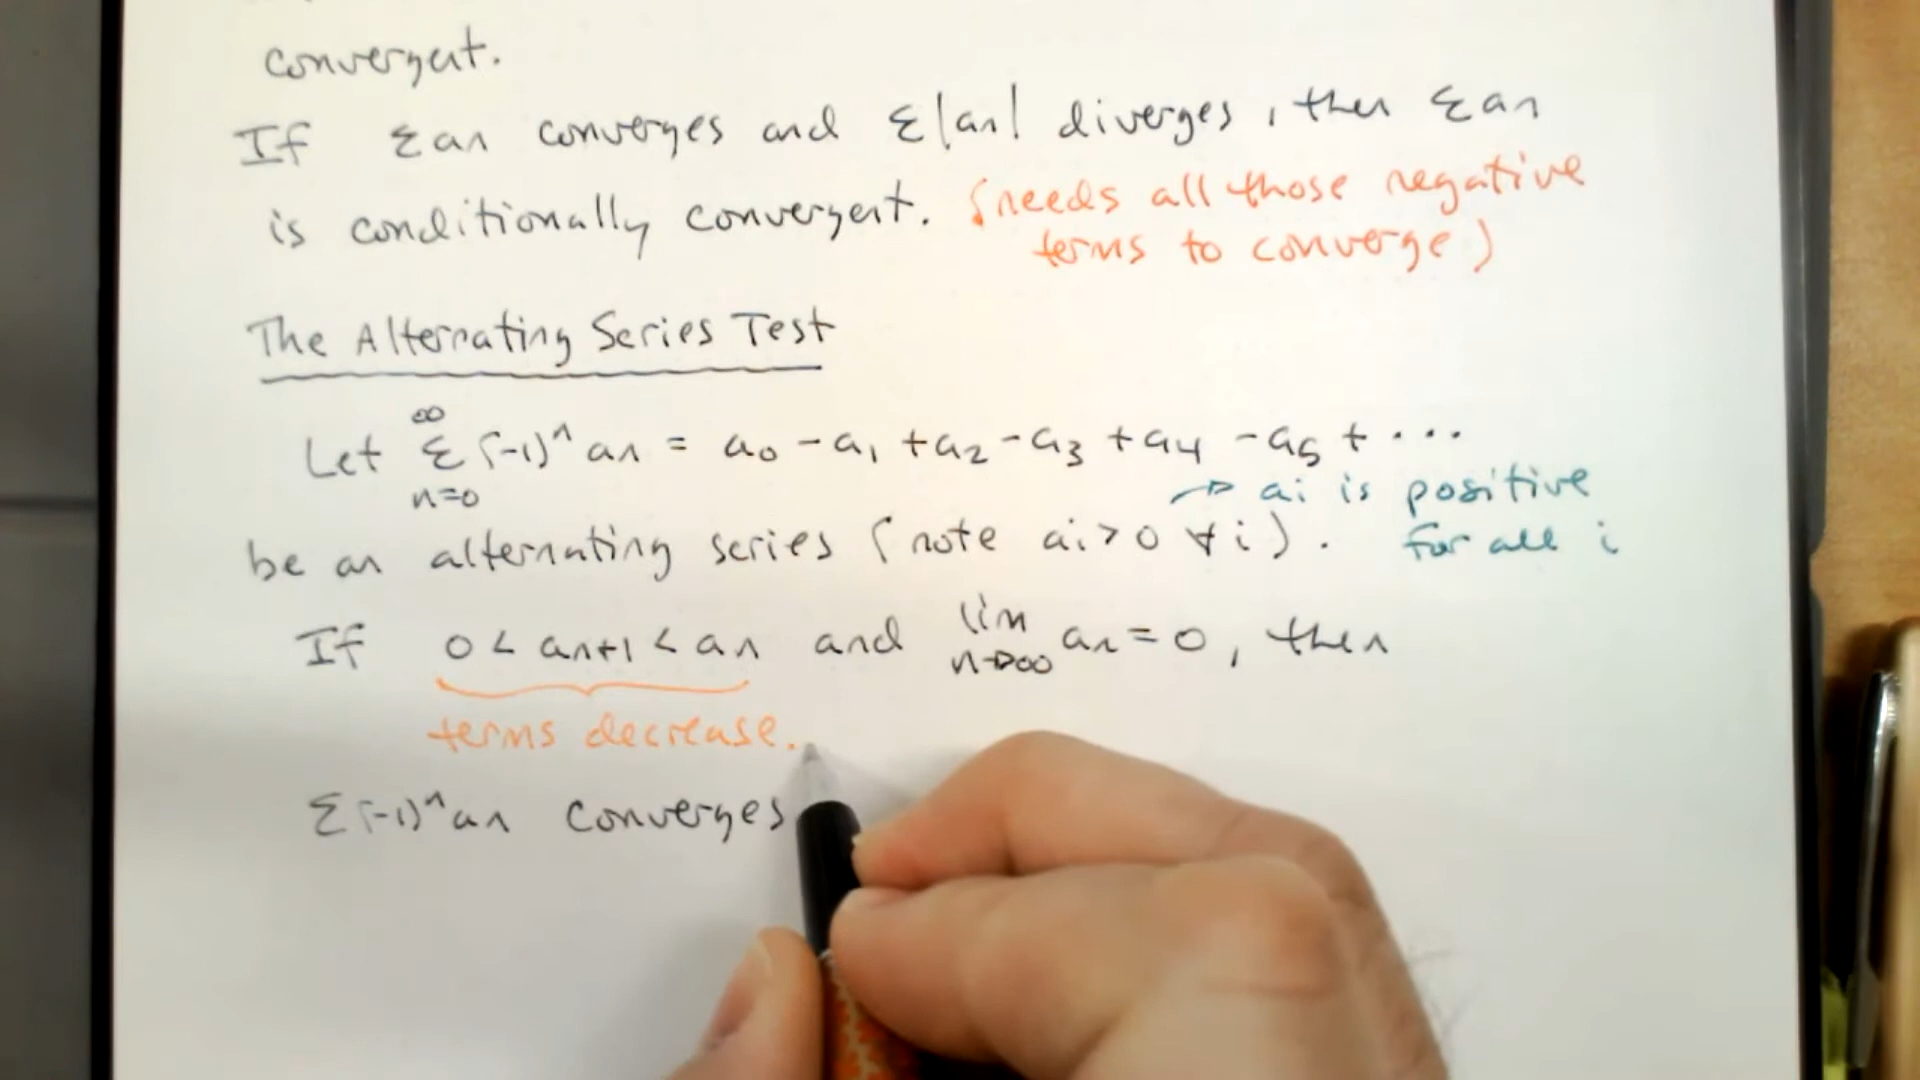 convergent.
If Σan converges and Σ|an| diverges, then Σan
is conditionally convergent. (needs all those negative
terms to converge)
The Alternating Series Test
∞
Let Σ (-1)ⁿ an = a₀ - a₁ + a₂ - a₃ + a₄ - a₅ + ...
n=0
→ ai is positive
be an alternating series (note ai > 0 ∀ i). for all i
If 0 < an+1 < an and lim n→∞ an = 0, then
terms decrease.
Σ(-1)ⁿ an converges